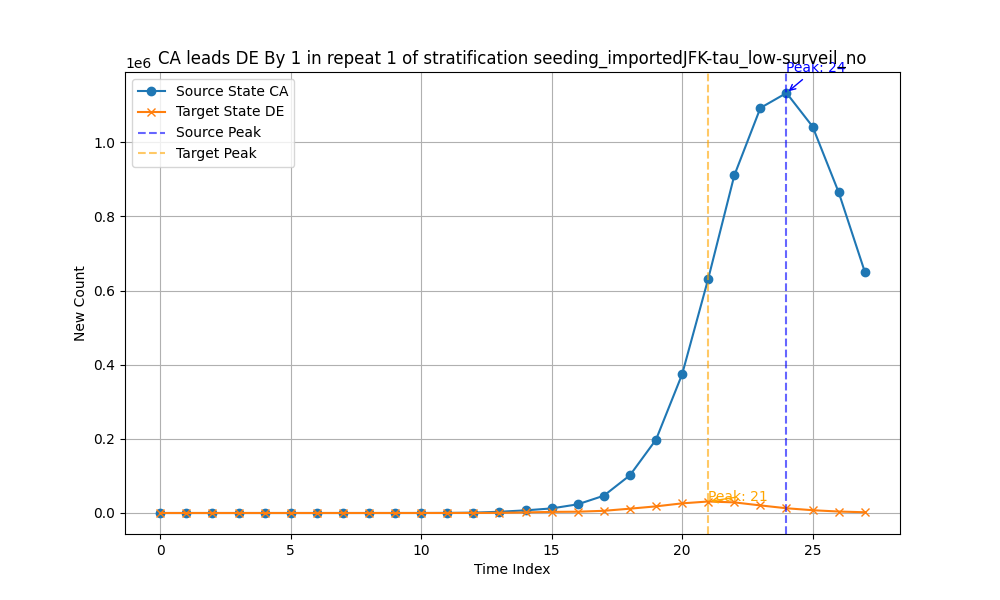 CA leads DE By 1 in repeat 1 of stratification seeding_importedJFK-tau_low-surveil_no
1e6
Peak: 24
Source State CA
Target State DE
Source Peak
Target Peak
1.0
0.8
0.6
0.4
0.2
0.0
New Count
Peak: 21
0
5
10
15
20
25
Time Index